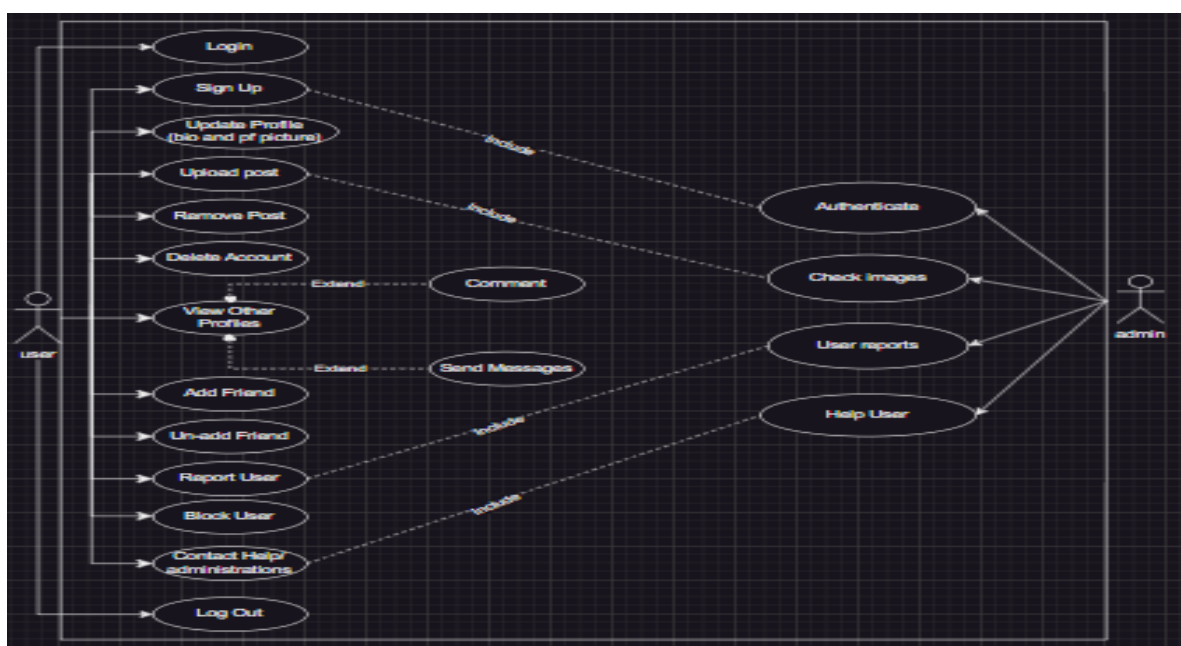 Login
Sign Up
Update Profile
(bio and pf picture)
Include
Upload post
Include
Authenticate
Remove Post
Delete Account
Extend
Comment
Check images
View Other
Profiles
user
admin
User reports
Extend
Send Messages
Add Friend
Help User
Un-add Friend
Include
Report User
Include
Block User
Contact Help/
administrations
Log Out